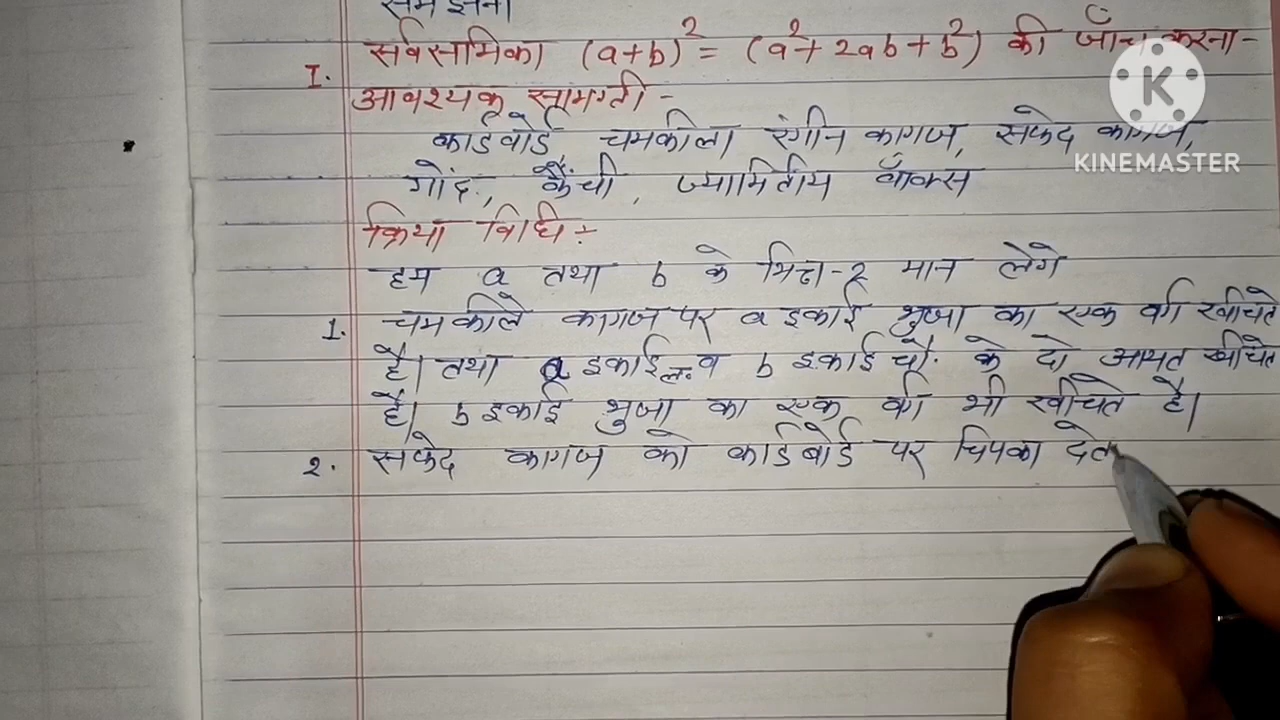 समझना
सर्वसामिका (a+b)² = (a²+2ab+b²) की जाँच करना-
I.
आवश्यक सामग्री -
कार्डबोर्ड चमकीला रंगीन कागज, सफेद कागज,
गोंद, कैंची, ज्यामितीय बॉक्स
क्रिया विधि :-
हम a तथा b के भिन्न-२ मान लेगे
1. चमकीले कागज पर a इकाई भुजा का एक वर्ग खीचते
है। तथा a इकाई ल. व b इकाई चौ. के दो आयत खीचते
है। b इकाई भुजा का एक वर्ग भी खीचते है।
2. सफेद कागज को कार्डबोर्ड पर चिपका देत
K
KINEMASTER